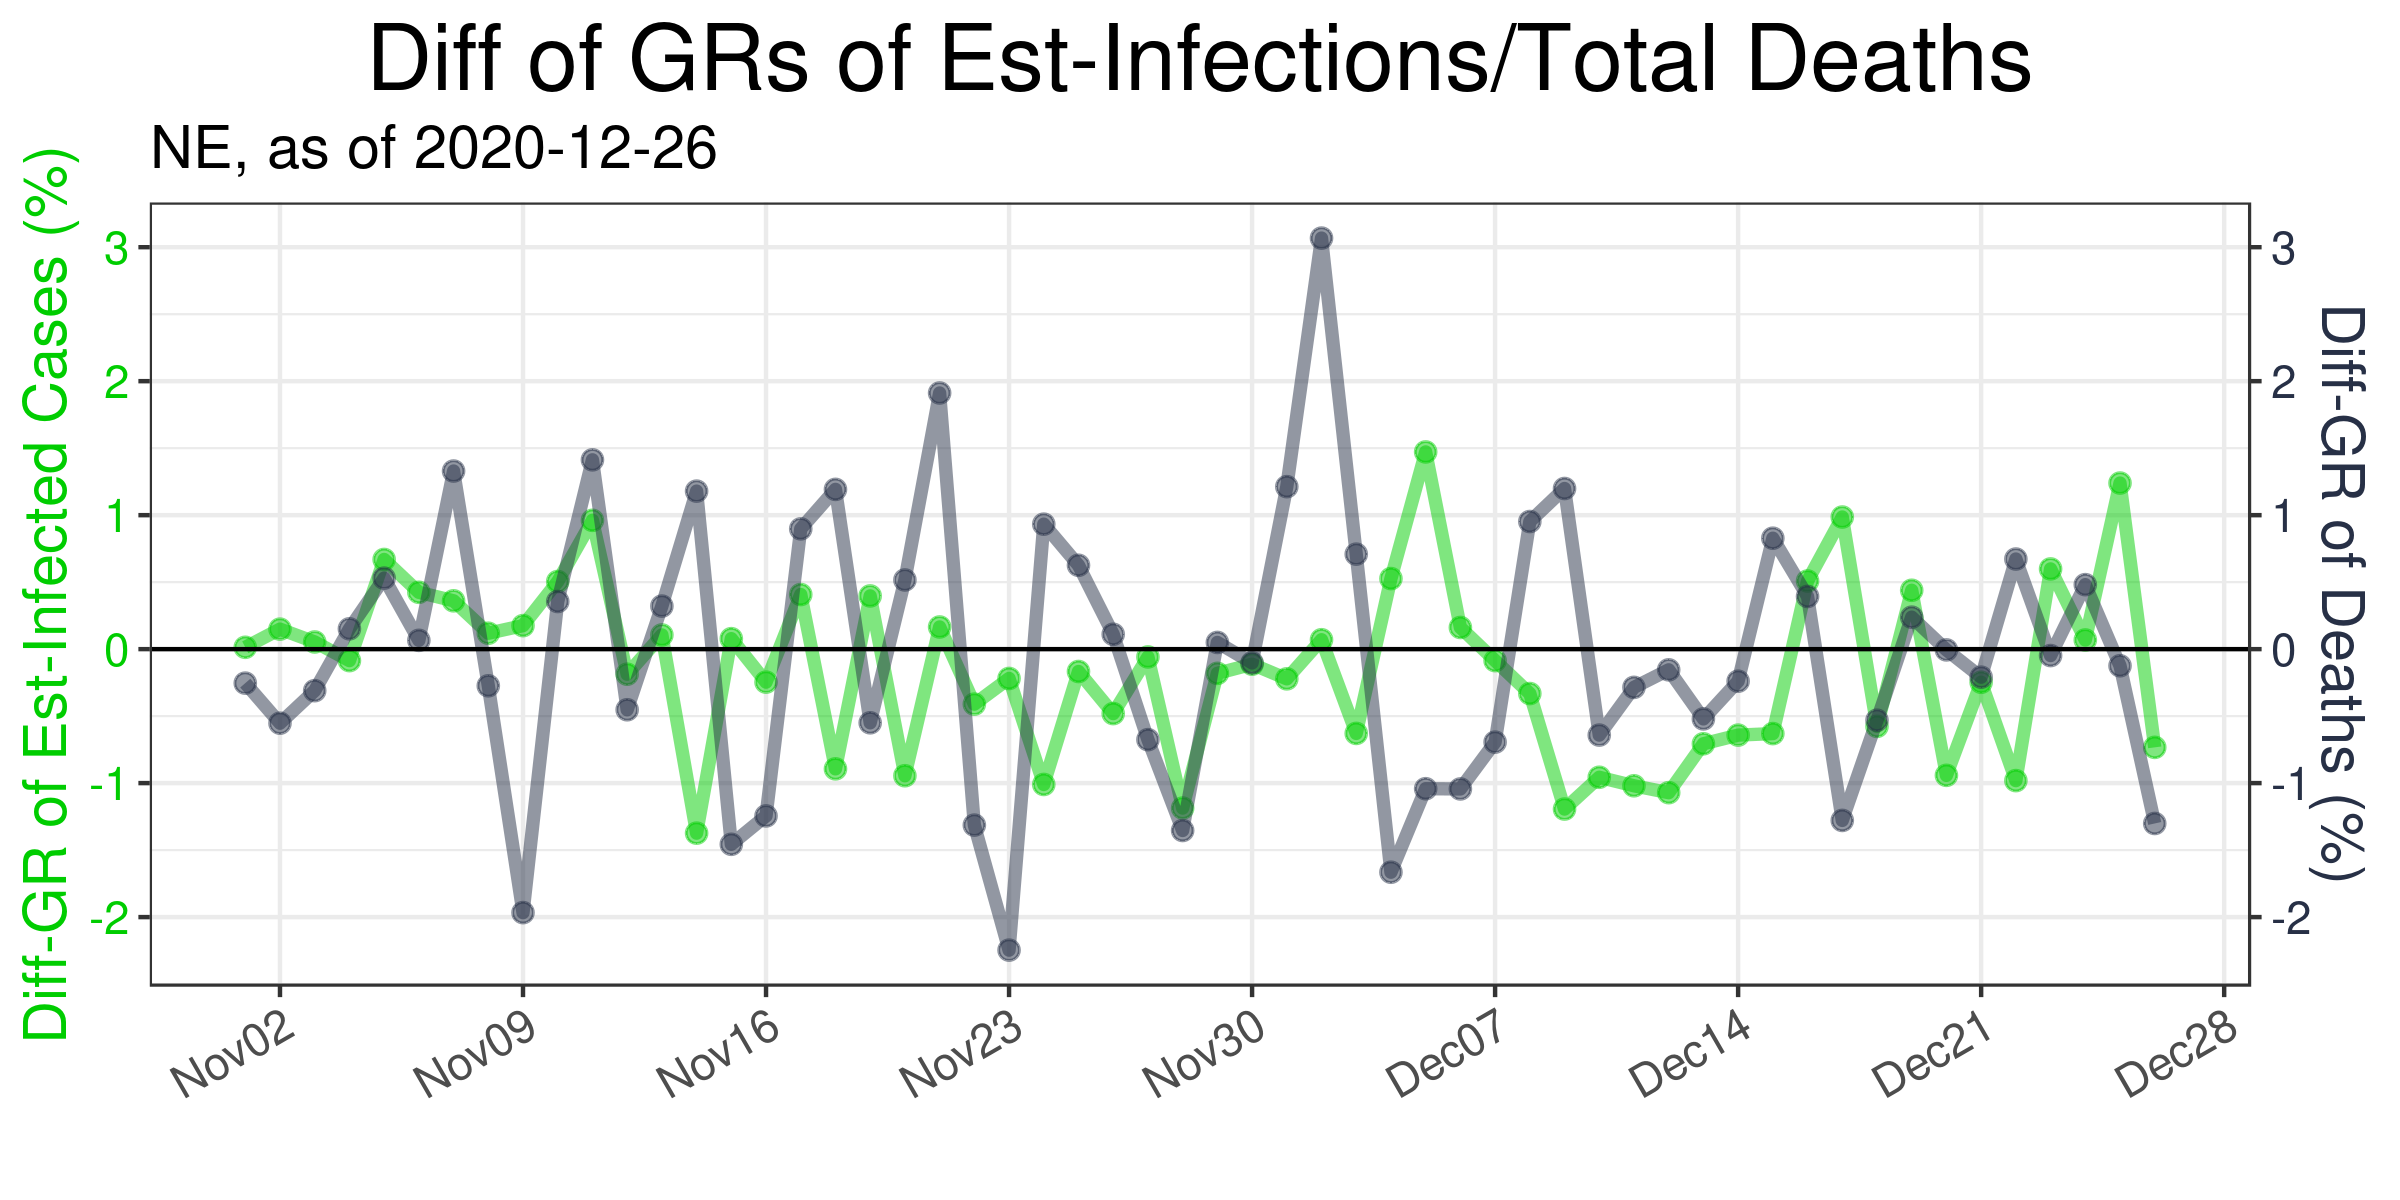 Diff of GRs of Est-Infections/Total Deaths
NE, as of 2020-12-26
Diff-GR of Est-Infected Cases (%)
3
2
1
0
-1
-2
3
2
1
0
-1
-2
Diff-GR of Deaths (%)
Nov02
Nov09
Nov16
Nov23
Nov30
Dec07
Dec14
Dec21
Dec28